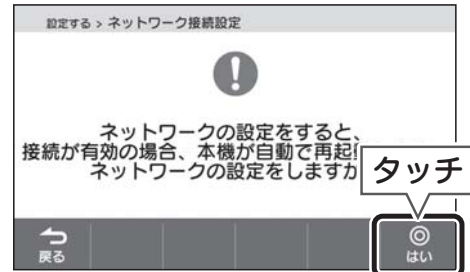 設定する > ネットワーク接続設定
ネットワークの設定をすると、
接続が有効の場合、本機が自動で再起
ネットワークの設定をしますか
タッチ
戻る
はい